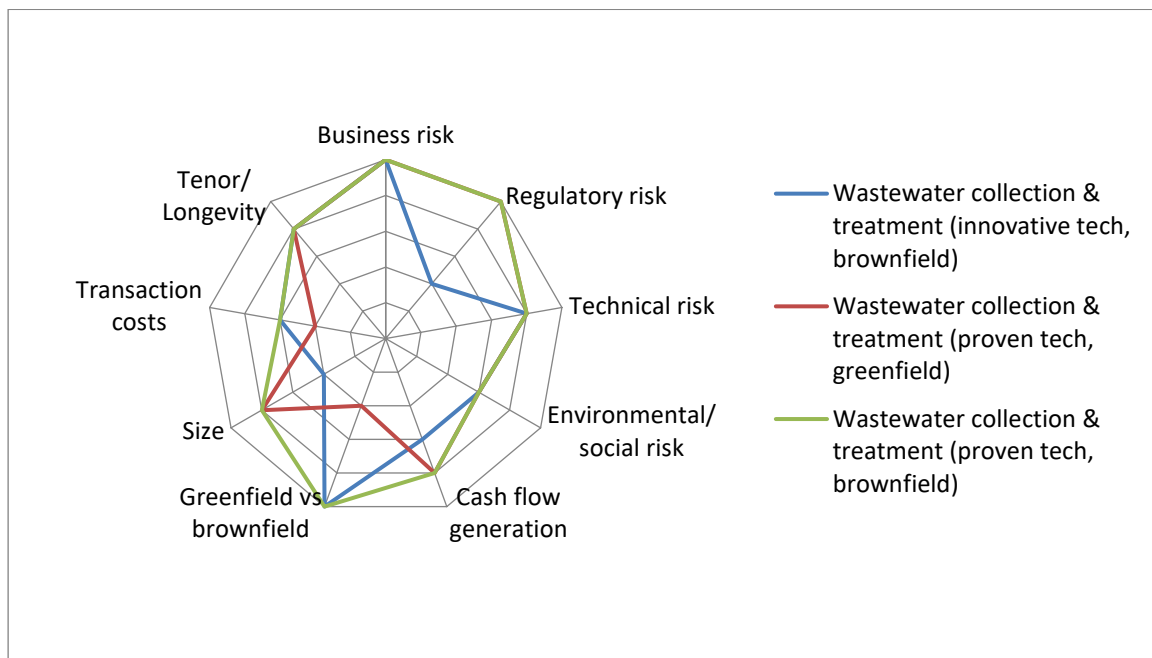 Business risk
Regulatory risk
Technical risk
Environmental/
social risk
Cash flow
generation
Greenfield vs
brownfield
Size
Transaction
costs
Tenor/
Longevity
Wastewater collection &
treatment (innovative tech,
brownfield)
Wastewater collection &
treatment (proven tech,
greenfield)
Wastewater collection &
treatment (proven tech,
brownfield)